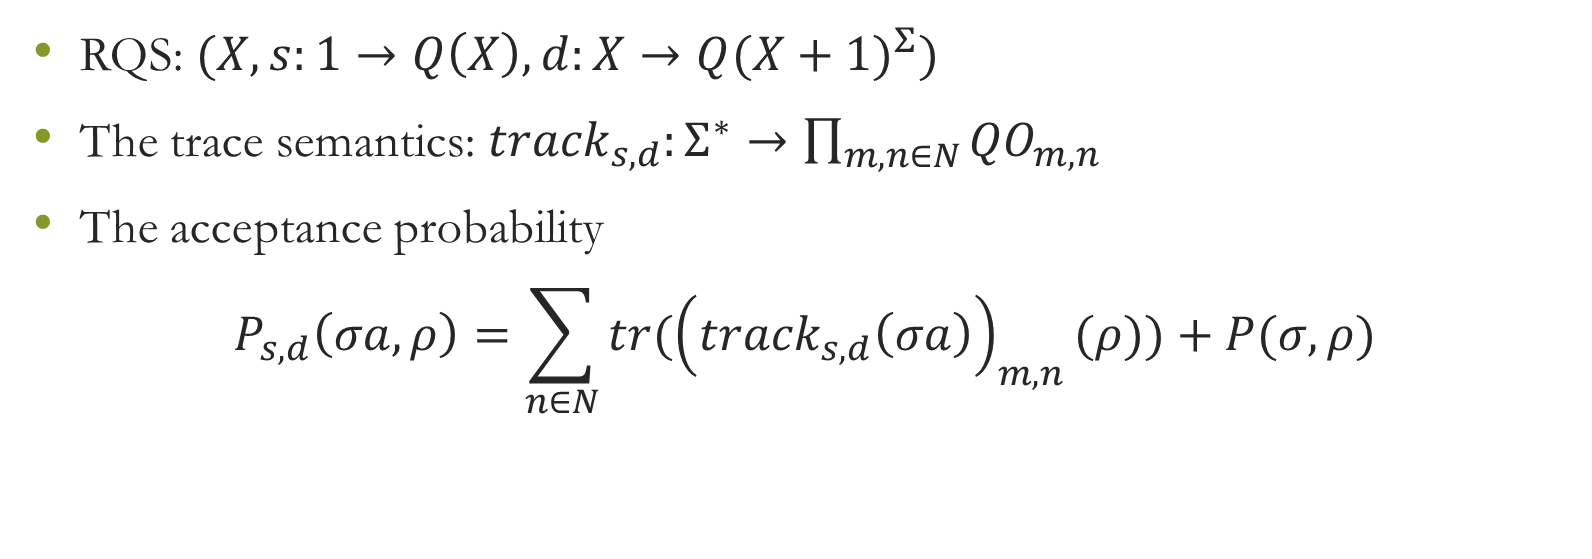 • RQS: (X, s: 1 → Q(X), d: X → Q(X + 1)^Σ)
• The trace semantics: track_{s,d}: Σ* → ∏_{m,n∈N} QO_{m,n}
• The acceptance probability
P_{s,d}(σa, ρ) = ∑_{n∈N} tr((track_{s,d}(σa))_{m,n} (ρ)) + P(σ, ρ)